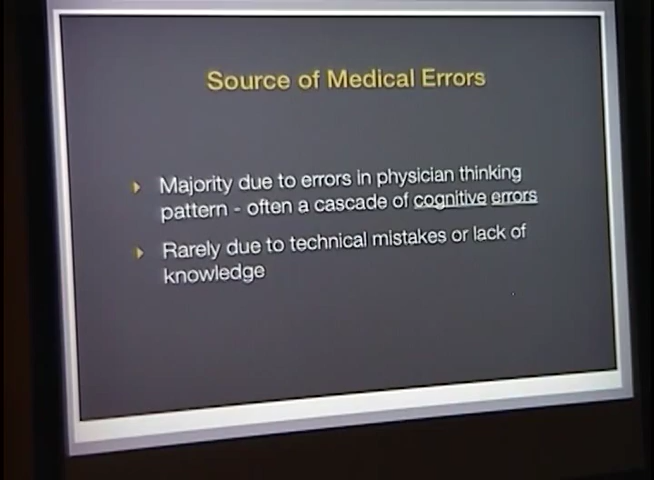 Source of Medical Errors
Majority due to errors in physician thinking
pattern - often a cascade of cognitive errors
Rarely due to technical mistakes or lack of
knowledge